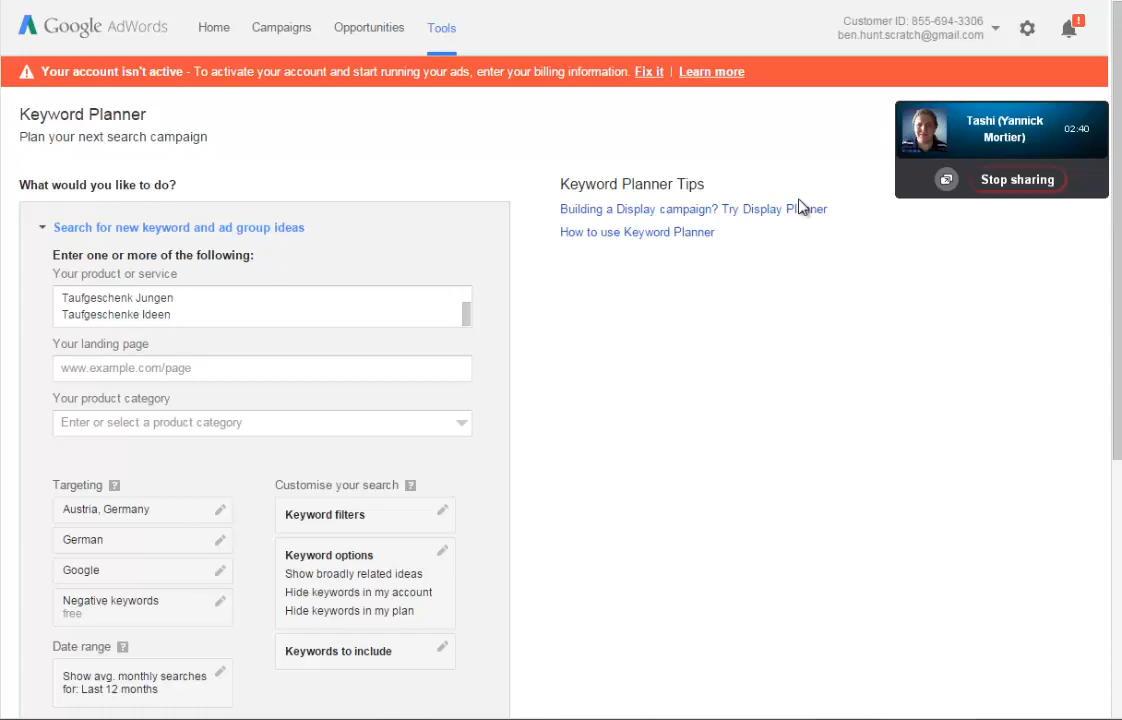 Google AdWords Home Campaigns Opportunities Tools
Customer ID: 855-694-3306
ben.hunt.scratch@gmail.com
!
Your account isn't active - To activate your account and start running your ads, enter your billing information. Fix it | Learn more
Keyword Planner
Plan your next search campaign
Tashi (Yannick
Mortier)
02:40
Stop sharing
What would you like to do?
Keyword Planner Tips
Building a Display campaign? Try Display Planner
How to use Keyword Planner
Search for new keyword and ad group ideas
Enter one or more of the following:
Your product or service
Taufgeschenk Jungen
Taufgeschenke Ideen
Your landing page
www.example.com/page
Your product category
Enter or select a product category
Targeting ?
Austria, Germany
German
Google
Negative keywords
free
Date range ?
Show avg. monthly searches
for: Last 12 months
Customise your search ?
Keyword filters
Keyword options
Show broadly related ideas
Hide keywords in my account
Hide keywords in my plan
Keywords to include